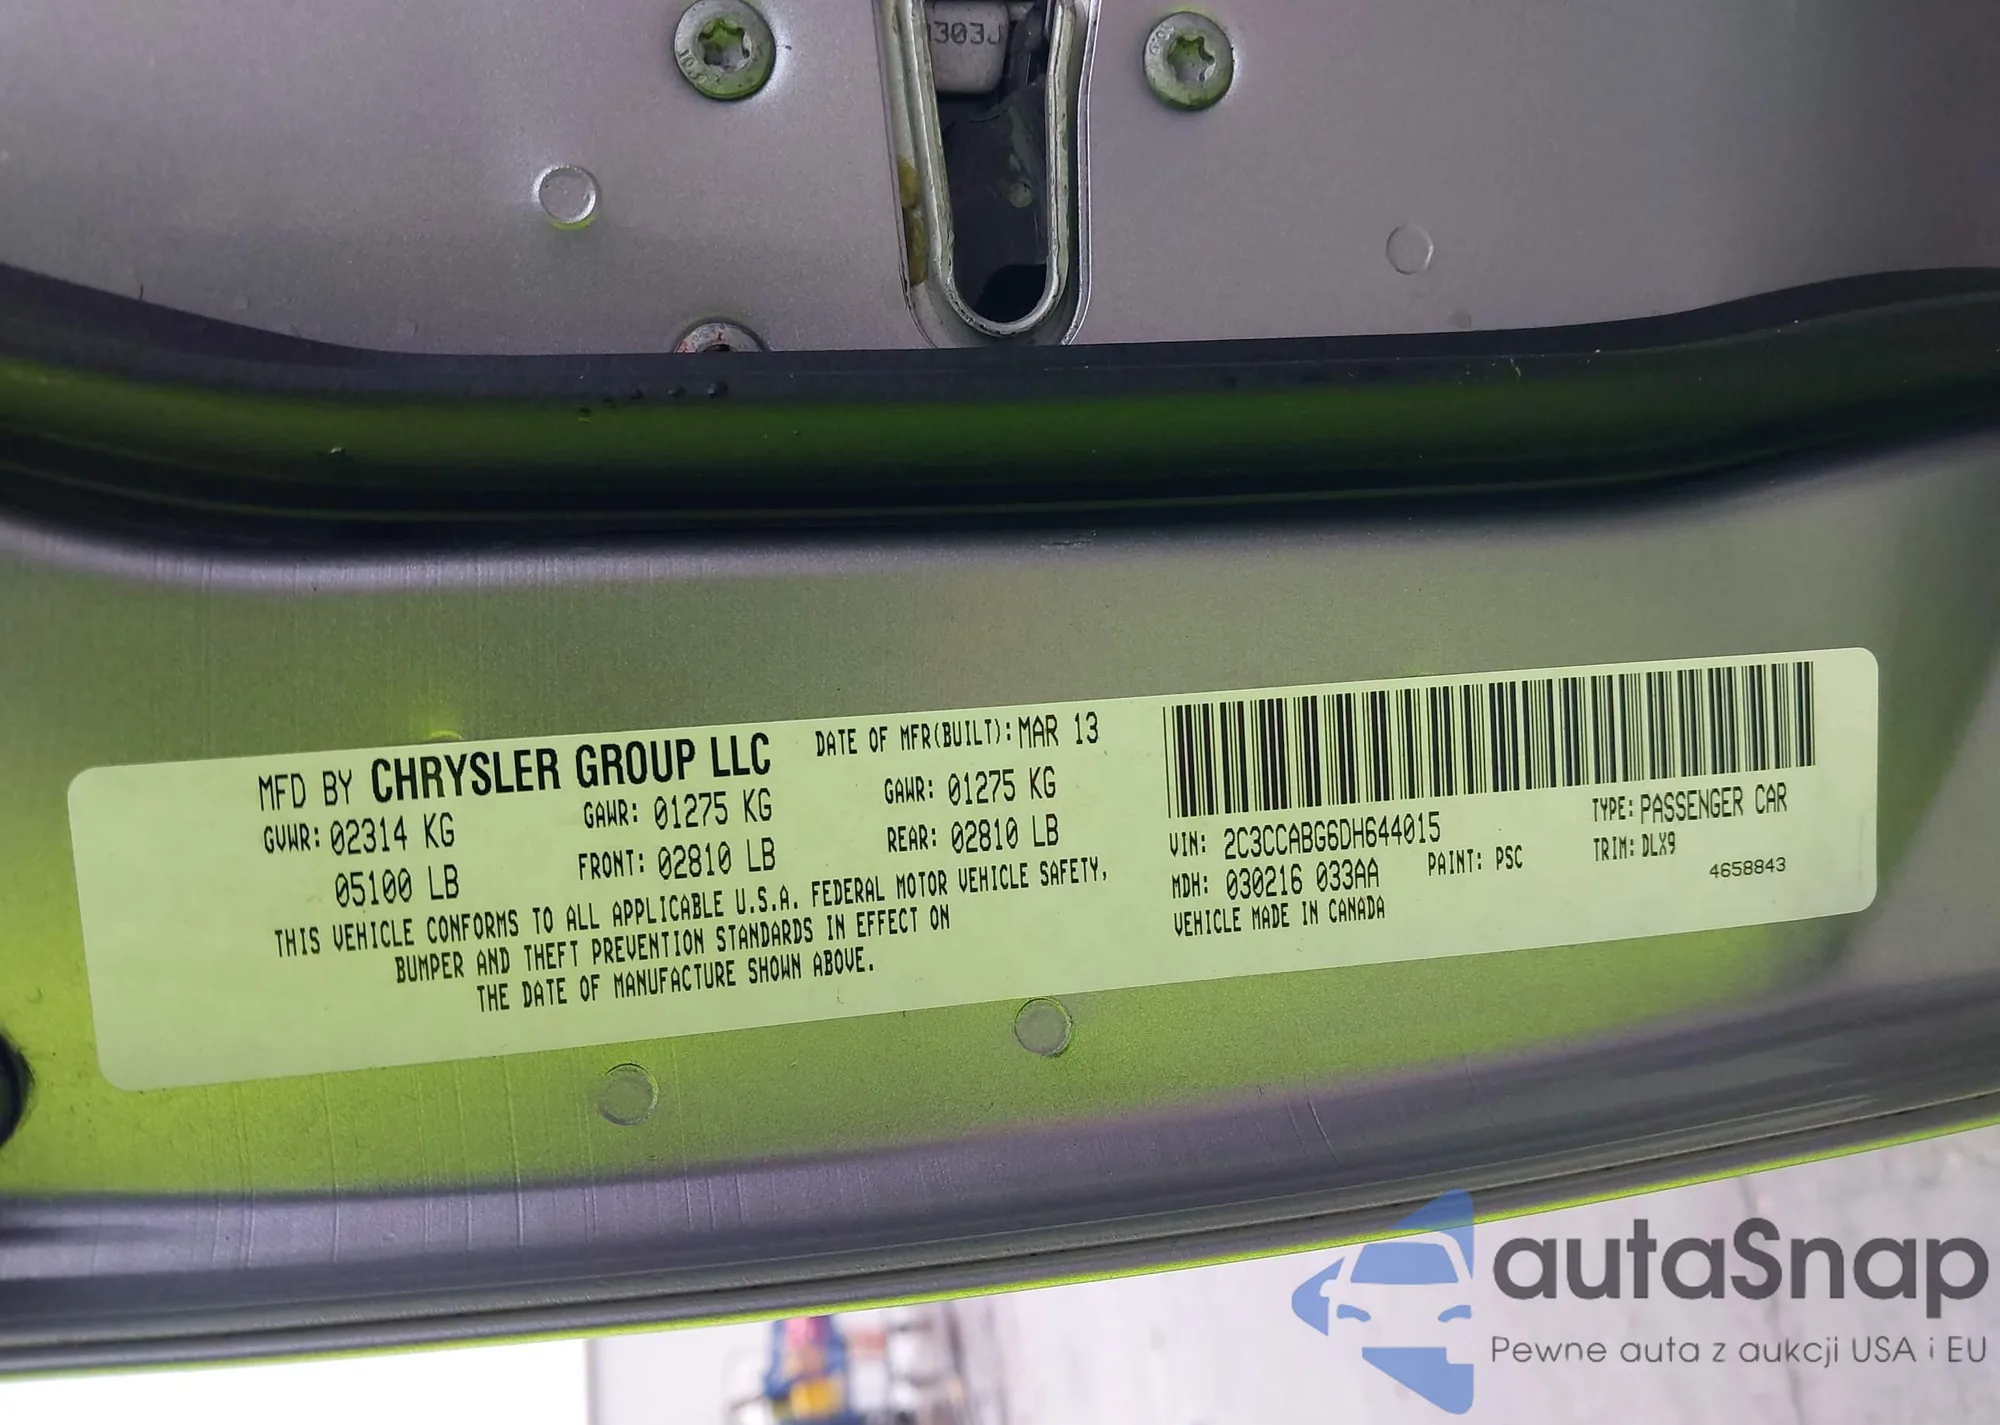 303J
MFD BY CHRYSLER GROUP LLC DATE OF MFR(BUILT): MAR 13
GVWR: 02314 KG GAWR: 01275 KG GAWR: 01275 KG
05100 LB FRONT: 02810 LB REAR: 02810 LB
THIS VEHICLE CONFORMS TO ALL APPLICABLE U.S.A. FEDERAL MOTOR VEHICLE SAFETY,
BUMPER AND THEFT PREVENTION STANDARDS IN EFFECT ON
THE DATE OF MANUFACTURE SHOWN ABOVE.
VIN: 2C3CCABG6DH644015 TYPE: PASSENGER CAR
MDH: 030216 033AA PAINT: PSC TRIM: DLX9
VEHICLE MADE IN CANADA 4658843
autaSnap
Pewne auta z aukcji USA i EU